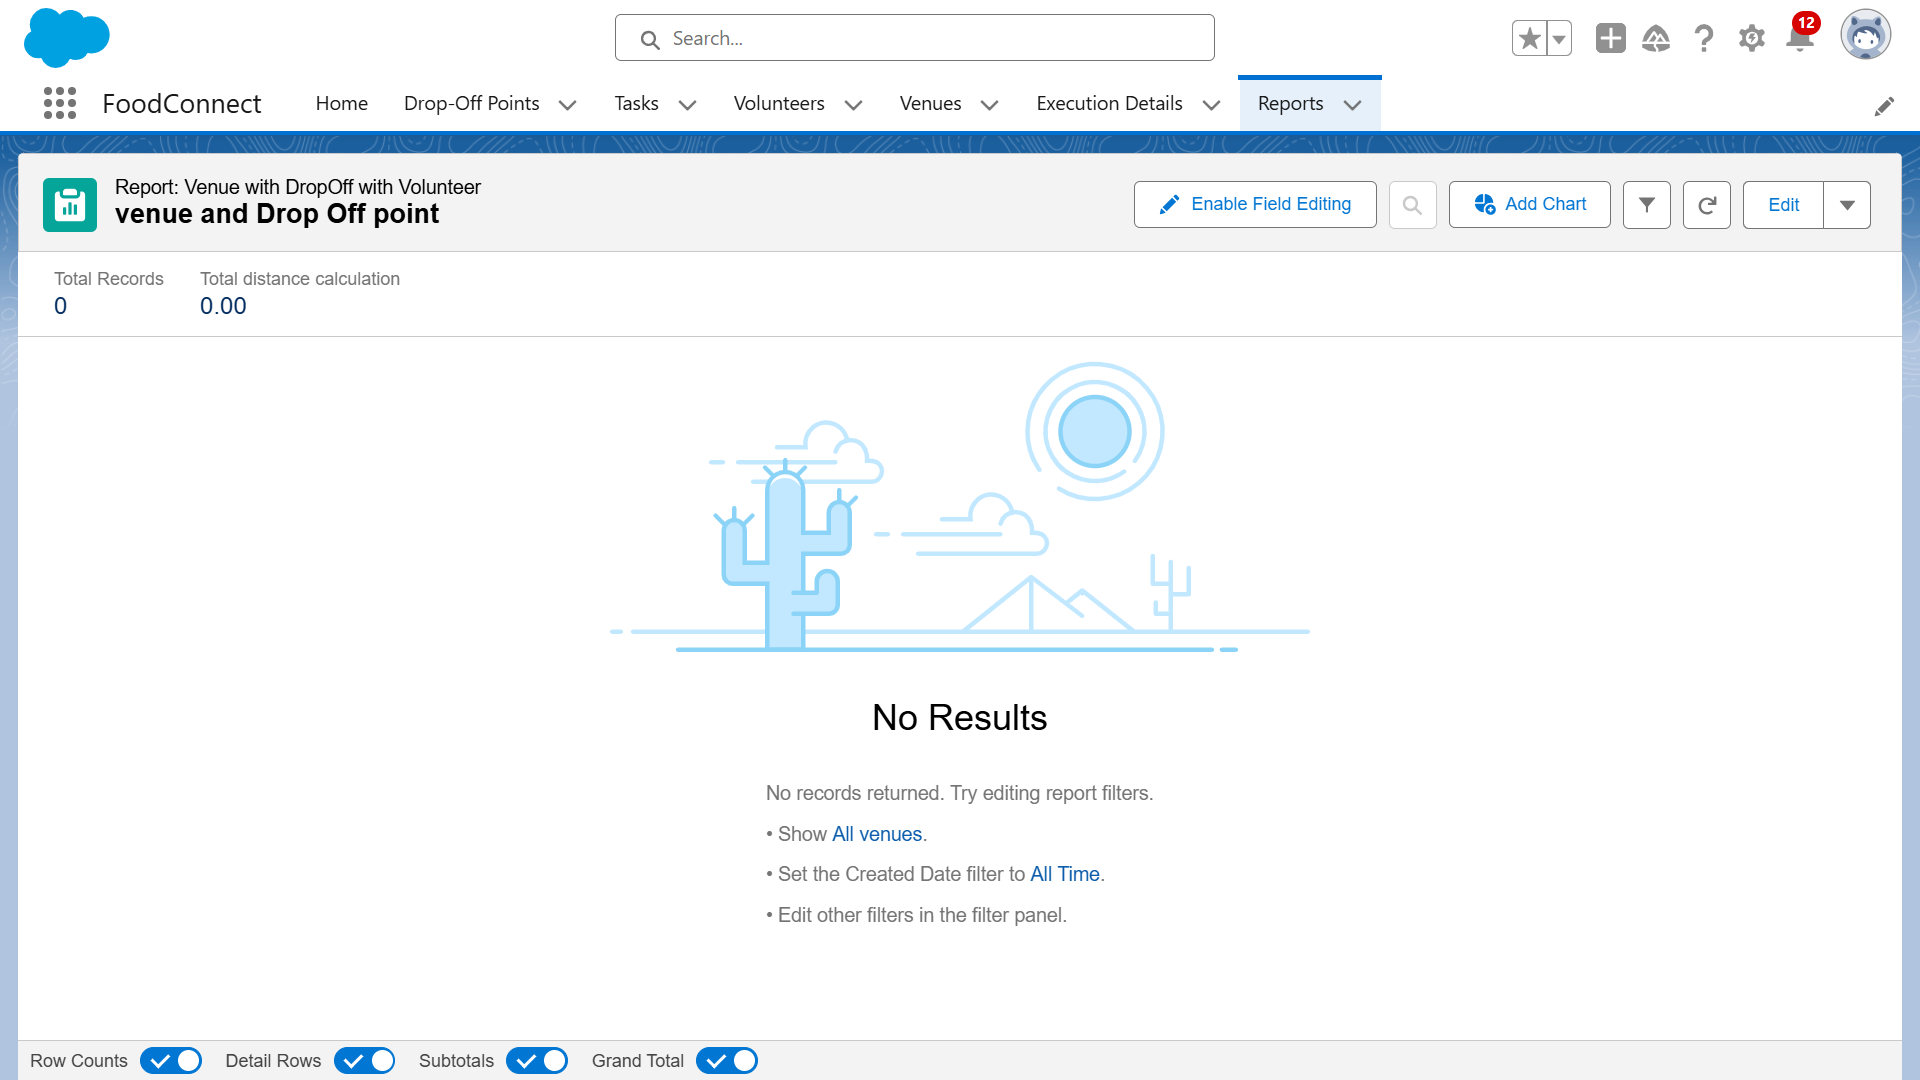 Search...
12
FoodConnect
Home
Drop-Off Points
Tasks
Volunteers
Venues
Execution Details
Reports
Report: Venue with DropOff with Volunteer
venue and Drop Off point
Enable Field Editing
Add Chart
Edit
Total Records
0
Total distance calculation
0.00
No Results
No records returned. Try editing report filters.
• Show All venues.
• Set the Created Date filter to All Time.
• Edit other filters in the filter panel.
Row Counts
Detail Rows
Subtotals
Grand Total